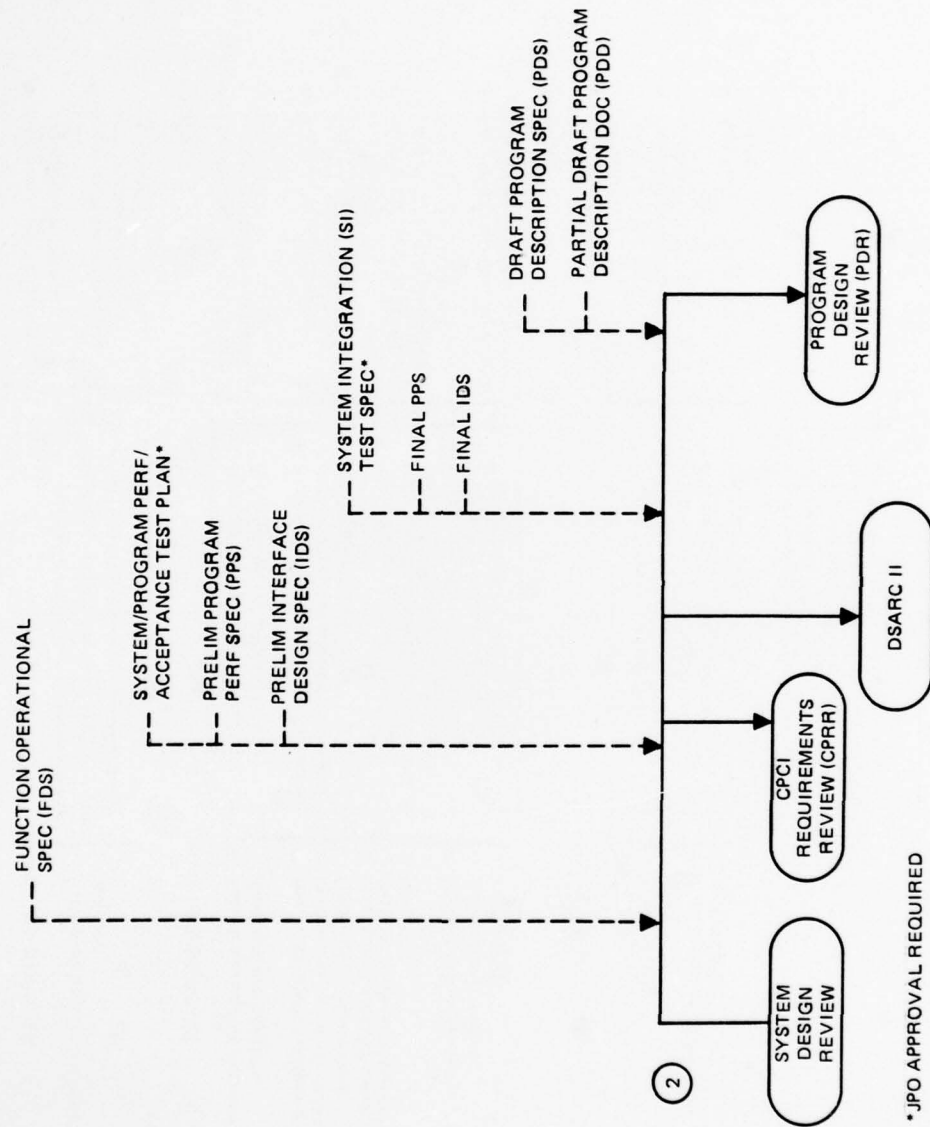 FUNCTION OPERATIONAL
SPEC (FDS)
SYSTEM/PROGRAM PERF/
ACCEPTANCE TEST PLAN*
PRELIM PROGRAM
PERF SPEC (PPS)
PRELIM INTERFACE
DESIGN SPEC (IDS)
SYSTEM INTEGRATION (SI)
TEST SPEC*
FINAL PPS
FINAL IDS
DRAFT PROGRAM
DESCRIPTION SPEC (PDS)
PARTIAL DRAFT PROGRAM
DESCRIPTION DOC (PDD)
2
SYSTEM
DESIGN
REVIEW
CPCI
REQUIREMENTS
REVIEW (CPRR)
DSARC II
PROGRAM
DESIGN
REVIEW (PDR)
*JPO APPROVAL REQUIRED